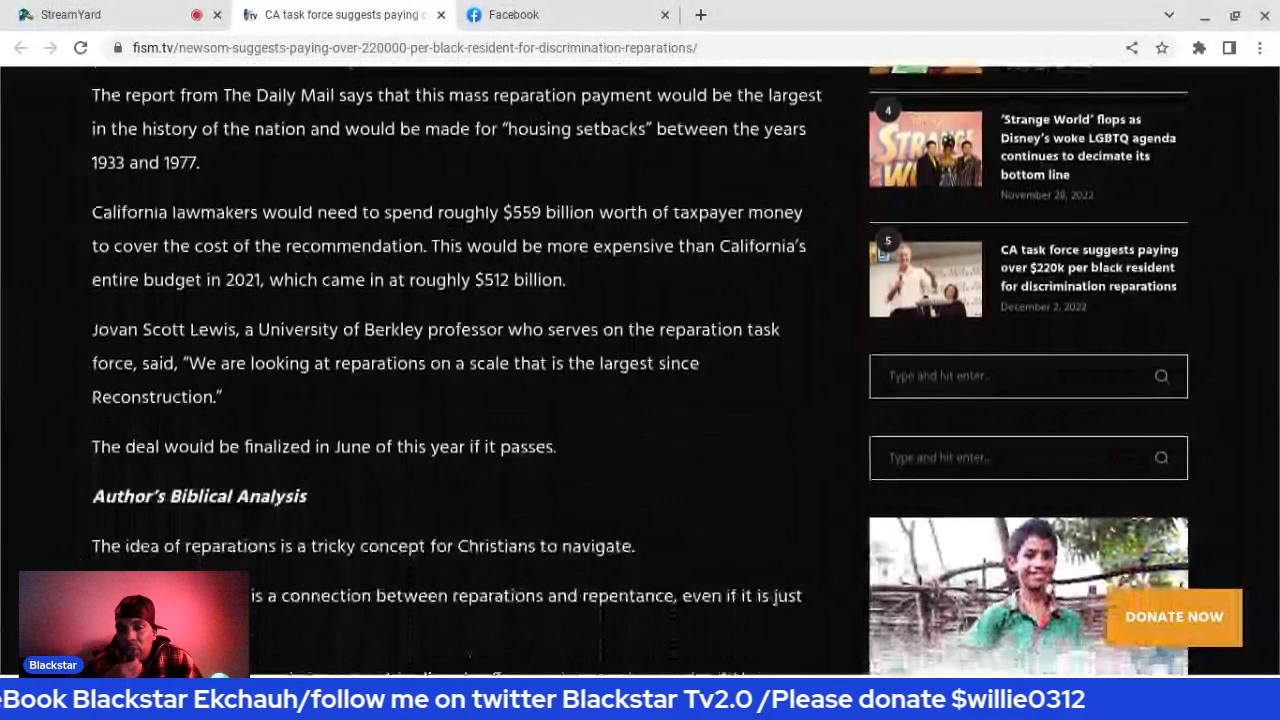 StreamYard
CA task force suggests paying
Facebook
fism.tv/newsom-suggests-paying-over-220000-per-black-resident-for-discrimination-reparations/
The report from The Daily Mail says that this mass reparation payment would be the largest
in the history of the nation and would be made for “housing setbacks” between the years
1933 and 1977.
California lawmakers would need to spend roughly $559 billion worth of taxpayer money
to cover the cost of the recommendation. This would be more expensive than California’s
entire budget in 2021, which came in at roughly $512 billion.
Jovan Scott Lewis, a University of Berkley professor who serves on the reparation task
force, said, “We are looking at reparations on a scale that is the largest since
Reconstruction.”
The deal would be finalized in June of this year if it passes.
Author’s Biblical Analysis
The idea of reparations is a tricky concept for Christians to navigate.
is a connection between reparations and repentance, even if it is just
4
‘Strange World’ flops as
Disney’s woke LGBTQ agenda
continues to decimate its
bottom line
November 28, 2022
5
CA task force suggests paying
over $220k per black resident
for discrimination reparations
December 2, 2022
Type and hit enter..
Type and hit enter..
DONATE NOW
Blackstar
eBook Blackstar Ekchauh/follow me on twitter Blackstar Tv2.0 /Please donate $willie0312